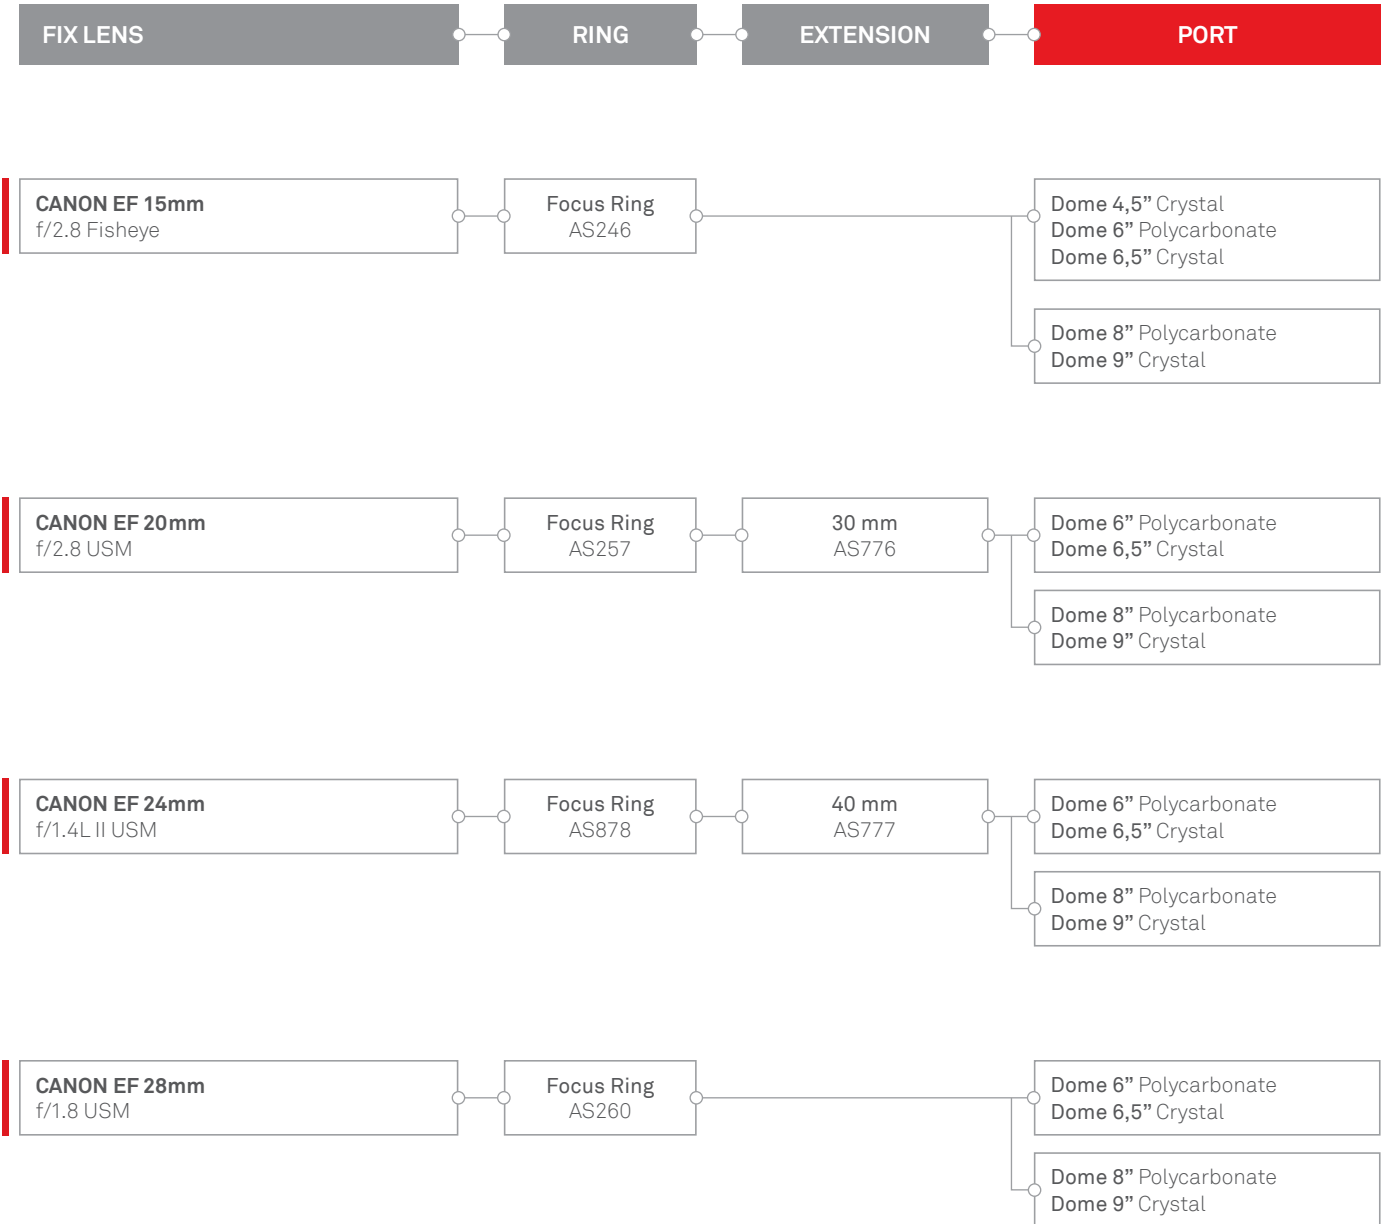 FIX LENS
RING
EXTENSION
PORT
CANON EF 15mm
f/2.8 Fisheye
Focus Ring
AS246
Dome 4,5” Crystal
Dome 6” Polycarbonate
Dome 6,5” Crystal
Dome 8” Polycarbonate
Dome 9” Crystal
CANON EF 20mm
f/2.8 USM
Focus Ring
AS257
30 mm
AS776
Dome 6” Polycarbonate
Dome 6,5” Crystal
Dome 8” Polycarbonate
Dome 9” Crystal
CANON EF 24mm
f/1.4L II USM
Focus Ring
AS878
40 mm
AS777
Dome 6” Polycarbonate
Dome 6,5” Crystal
Dome 8” Polycarbonate
Dome 9” Crystal
CANON EF 28mm
f/1.8 USM
Focus Ring
AS260
Dome 6” Polycarbonate
Dome 6,5” Crystal
Dome 8” Polycarbonate
Dome 9” Crystal